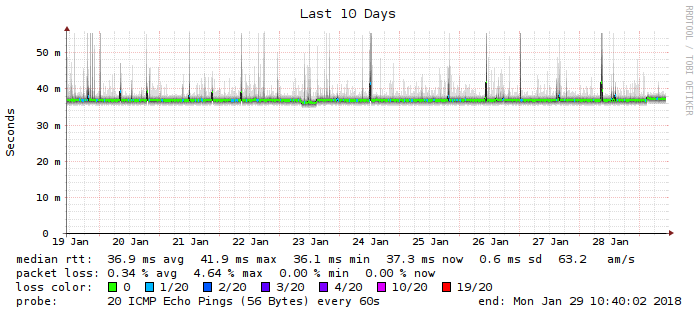 Last 10 Days
RRDTOOL / TOBI OETIKER
Seconds
50 m
40 m
30 m
20 m
10 m
0
19 Jan 20 Jan 21 Jan 22 Jan 23 Jan 24 Jan 25 Jan 26 Jan 27 Jan 28 Jan
median rtt: 36.9 ms avg 41.9 ms max 36.1 ms min 37.3 ms now 0.6 ms sd 63.2 am/s
packet loss: 0.34 % avg 4.64 % max 0.00 % min 0.00 % now
loss color: 0 1/20 2/20 3/20 4/20 10/20 19/20
probe: 20 ICMP Echo Pings (56 Bytes) every 60s end: Mon Jan 29 10:40:02 2018